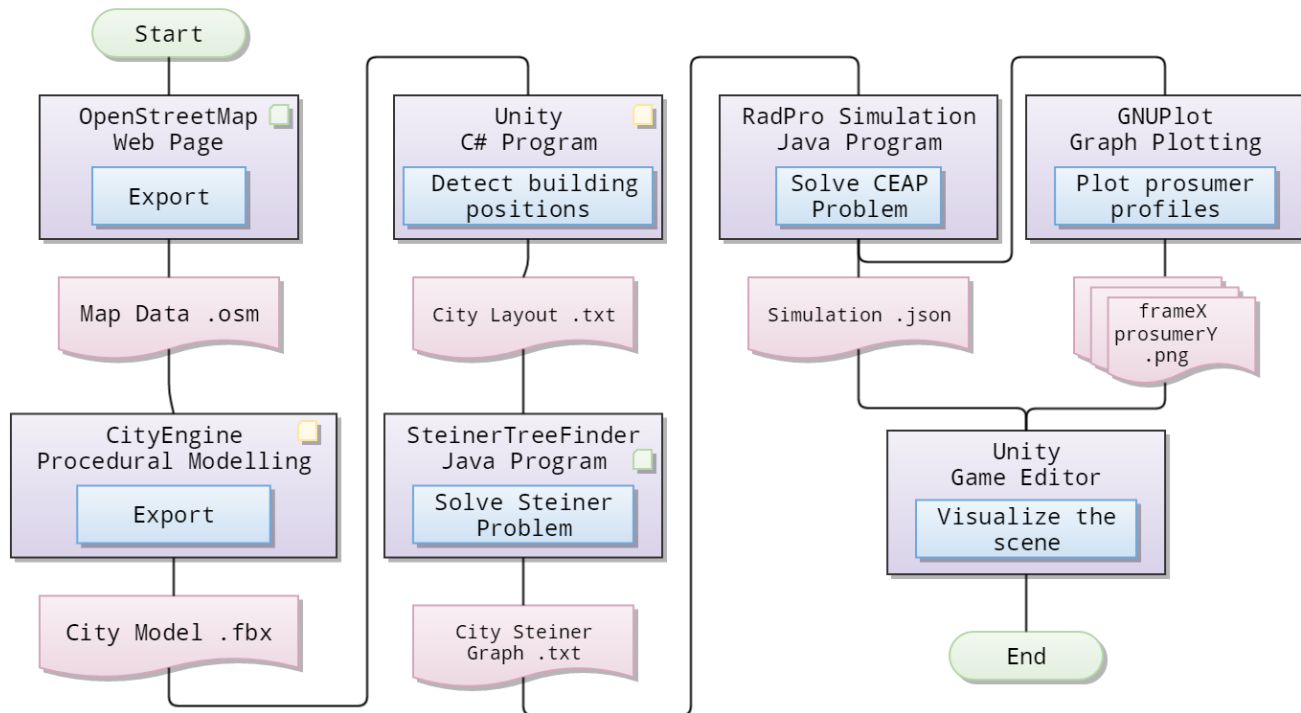 Start
OpenStreetMap
Web Page
Export
Map Data .osm
CityEngine
Procedural Modelling
Export
City Model .fbx
Unity
C# Program
Detect building
positions
City Layout .txt
SteinerTreeFinder
Java Program
Solve Steiner
Problem
City Steiner
Graph .txt
RadPro Simulation
Java Program
Solve CEAP
Problem
Simulation .json
GNUPlot
Graph Plotting
Plot prosumer
profiles
frameX
prosumerY
.png
Unity
Game Editor
Visualize the
scene
End